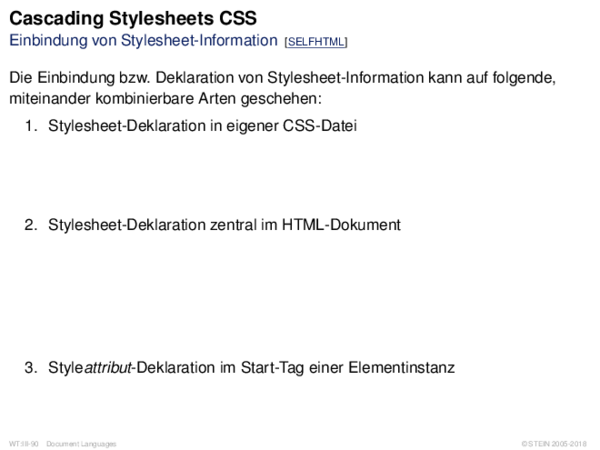 Cascading Stylesheets CSS
Einbindung von Stylesheet-Information [SELFHTML]
Die Einbindung bzw. Deklaration von Stylesheet-Information kann auf folgende,
miteinander kombinierbare Arten geschehen:
1. Stylesheet-Deklaration in eigener CSS-Datei
2. Stylesheet-Deklaration zentral im HTML-Dokument
3. Styleattribut-Deklaration im Start-Tag einer Elementinstanz
WT:III-90 Document Languages
© STEIN 2005-2018